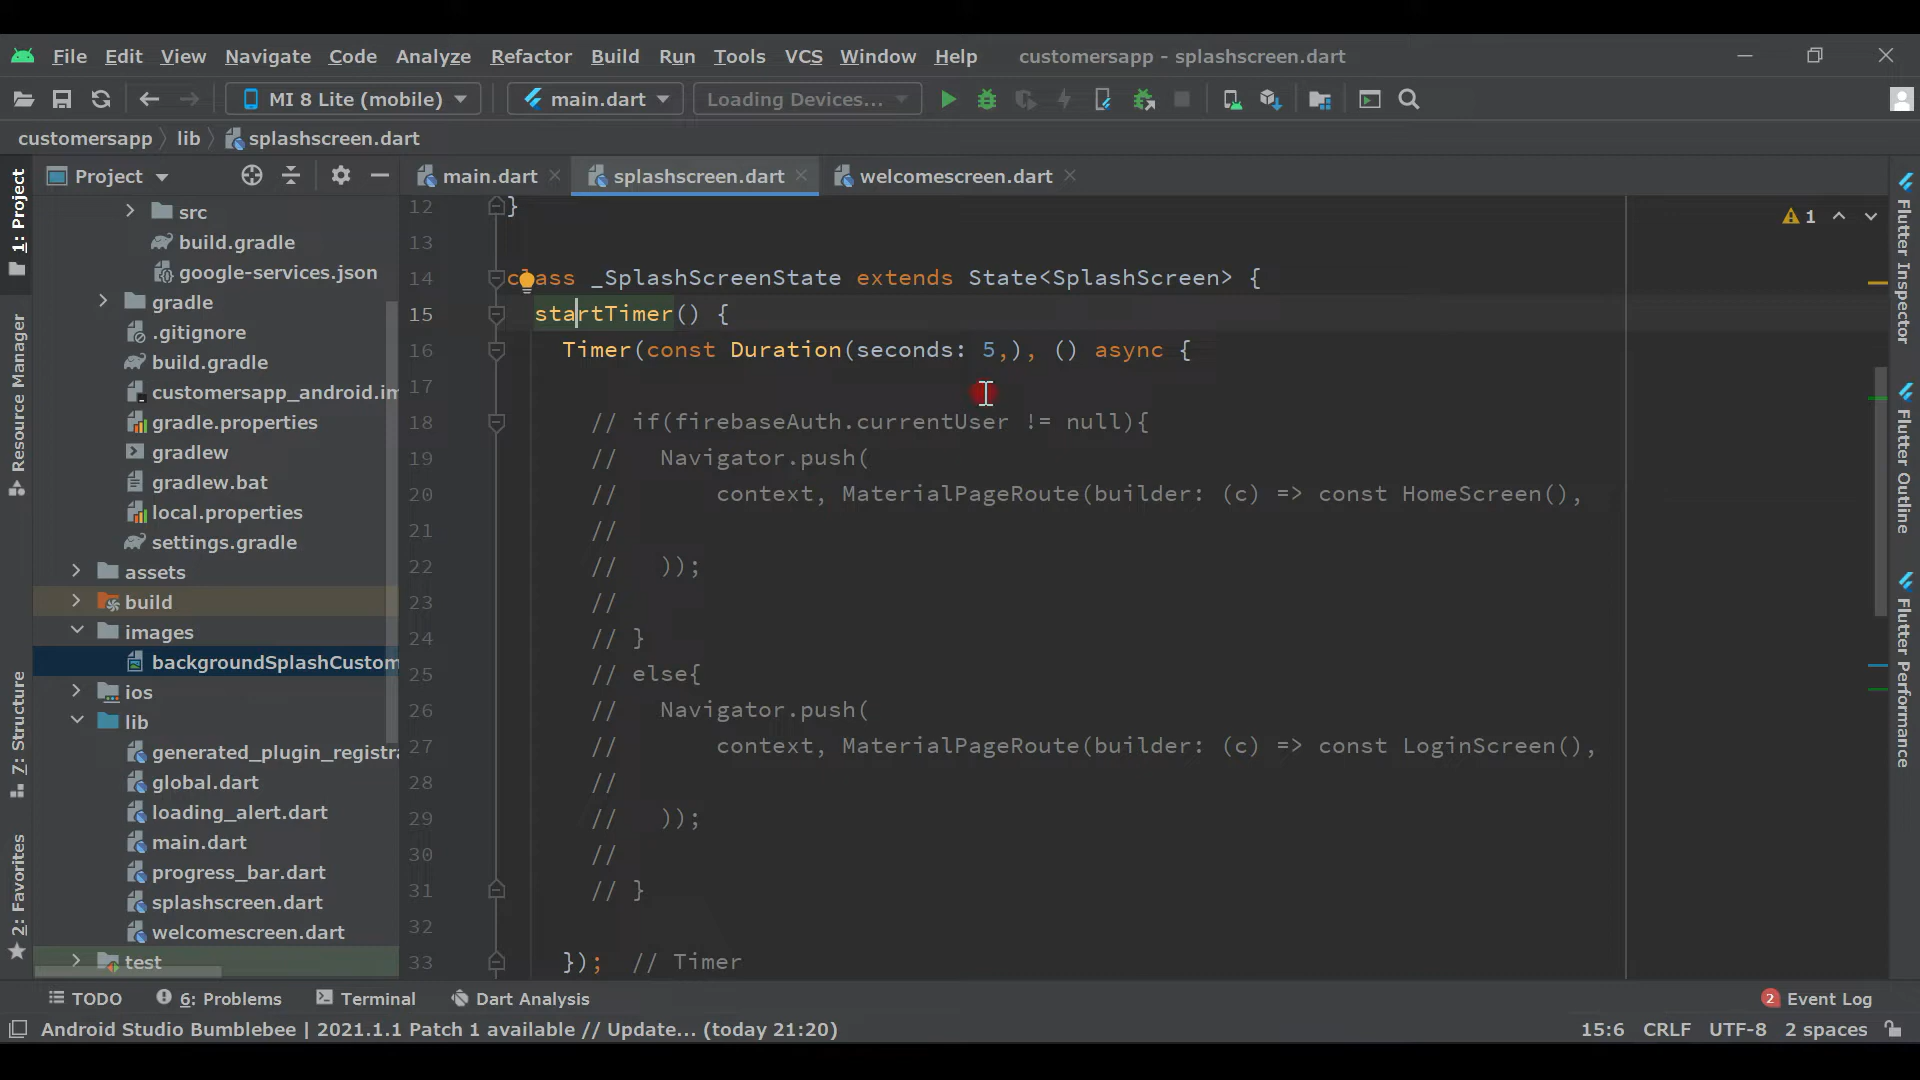 File Edit View Navigate Code Analyze Refactor Build Run Tools VCS Window Help customersapp - splashscreen.dart
MI 8 Lite (mobile) main.dart Loading Devices...
customersapp lib splashscreen.dart
Project main.dart splashscreen.dart welcomescreen.dart
1: Project
Resource Manager
7: Structure
2: Favorites
src
build.gradle
google-services.json
gradle
.gitignore
build.gradle
customersapp_android.im
gradle.properties
gradlew
gradlew.bat
local.properties
settings.gradle
assets
build
images
backgroundSplashCustom
ios
lib
generated_plugin_registra
global.dart
loading_alert.dart
main.dart
progress_bar.dart
splashscreen.dart
welcomescreen.dart
test
1
12 }
13
14 class _SplashScreenState extends State<SplashScreen> {
15 startTimer() {
16 Timer(const Duration(seconds: 5,), () async {
17
18 // if(firebaseAuth.currentUser != null){
19 // Navigator.push(
20 // context, MaterialPageRoute(builder: (c) => const HomeScreen(),
21 //
22 // ));
23 //
24 // }
25 // else{
26 // Navigator.push(
27 // context, MaterialPageRoute(builder: (c) => const LoginScreen(),
28 //
29 // ));
30 //
31 // }
32
33 }); // Timer
Flutter Inspector
Flutter Outline
Flutter Performance
TODO 6: Problems Terminal Dart Analysis 2 Event Log
Android Studio Bumblebee | 2021.1.1 Patch 1 available // Update... (today 21:20) 15:6 CRLF UTF-8 2 spaces